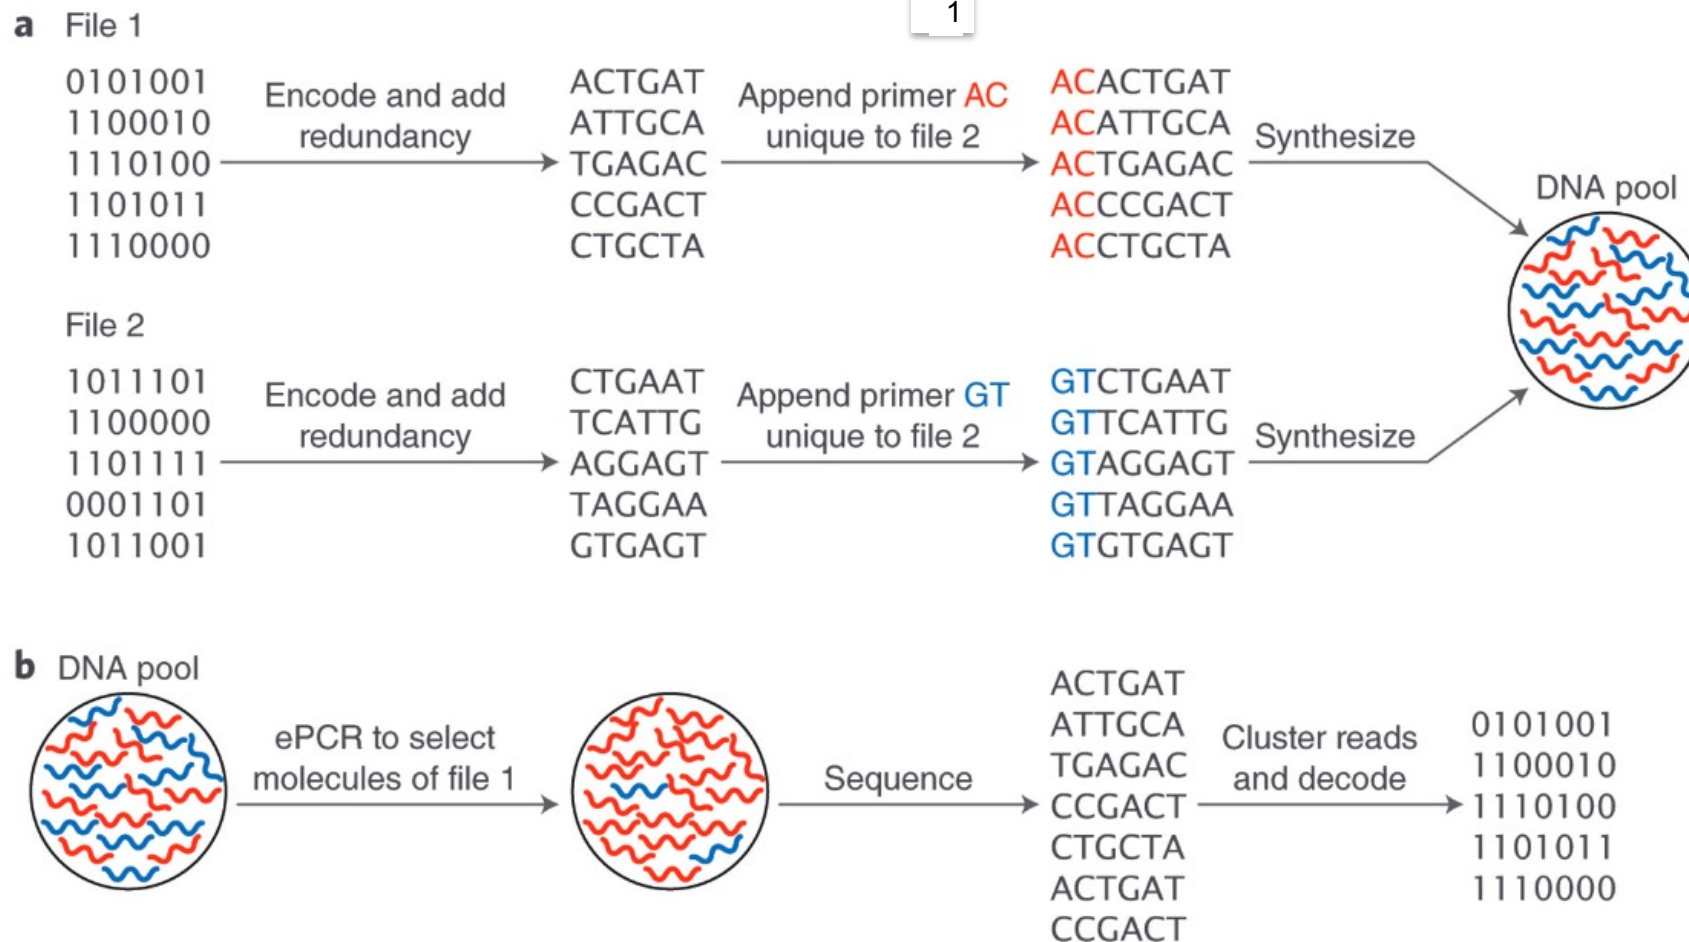 1
a File 1
0101001
1100010
1110100
1101011
1110000
Encode and add
redundancy
ACTGAT
ATTGCA
TGAGAC
CCGACT
CTGCTA
Append primer AC
unique to file 2
ACACTGAT
ACATTGCA
ACTGAGAC
ACCCGACT
ACCTGCTA
Synthesize
DNA pool
File 2
1011101
1100000
1101111
0001101
1011001
Encode and add
redundancy
CTGAAT
TCATTG
AGGAGT
TAGGAA
GTGAGT
Append primer GT
unique to file 2
GTCTGAAT
GTTCATTG
GTAGGAGT
GTTAGGAA
GTGTGAGT
Synthesize
b DNA pool
ePCR to select
molecules of file 1
Sequence
ACTGAT
ATTGCA
TGAGAC
CCGACT
CTGCTA
ACTGAT
CCGACT
Cluster reads
and decode
0101001
1100010
1110100
1101011
1110000